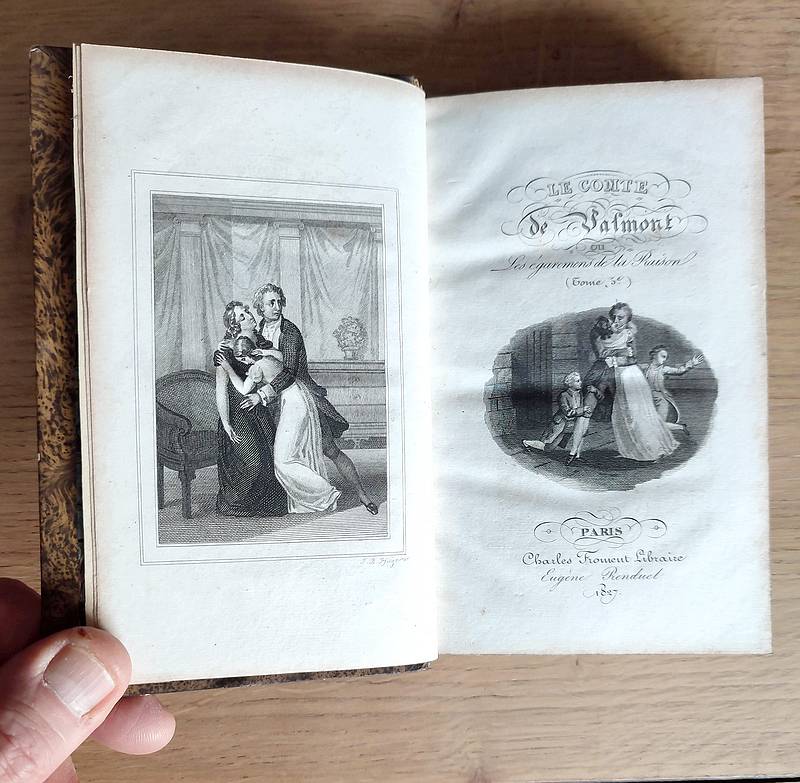 LE COMTE
de Valmont
OU
Les égaremens de la Raison
(Tome 3e)
PARIS
Charles Froment Libraire
Eugène Renduel
1827